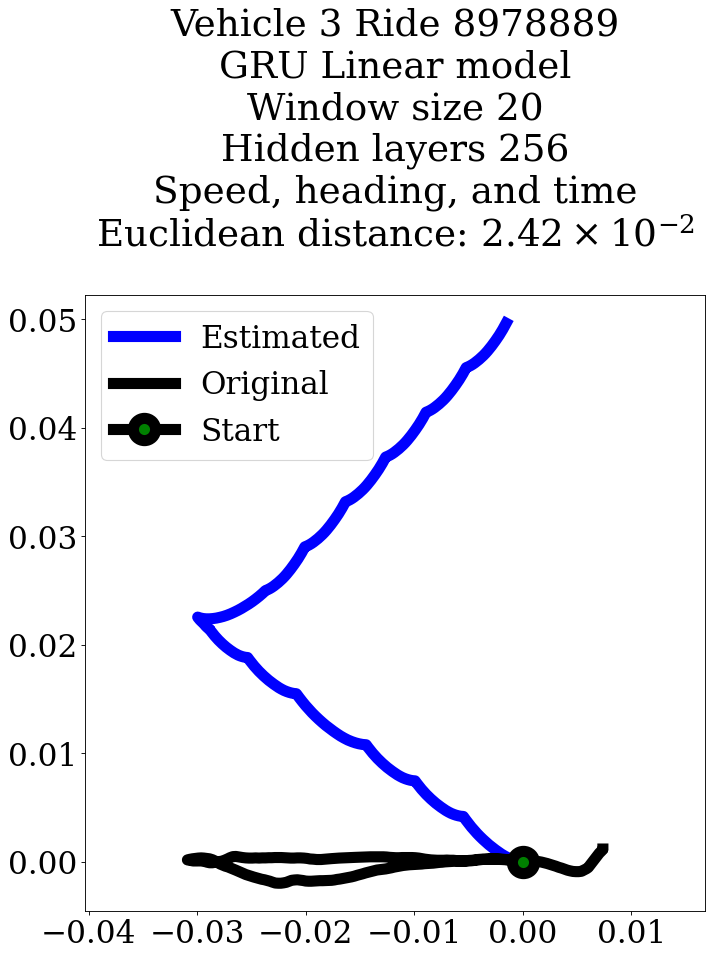 Vehicle 3 Ride 8978889
GRU Linear model
Window size 20
Hidden layers 256
Speed, heading, and time
Euclidean distance: 2.42 × 10⁻²
Estimated
Original
Start
0.05
0.04
0.03
0.02
0.01
0.00
−0.04 −0.03 −0.02 −0.01 0.00 0.01